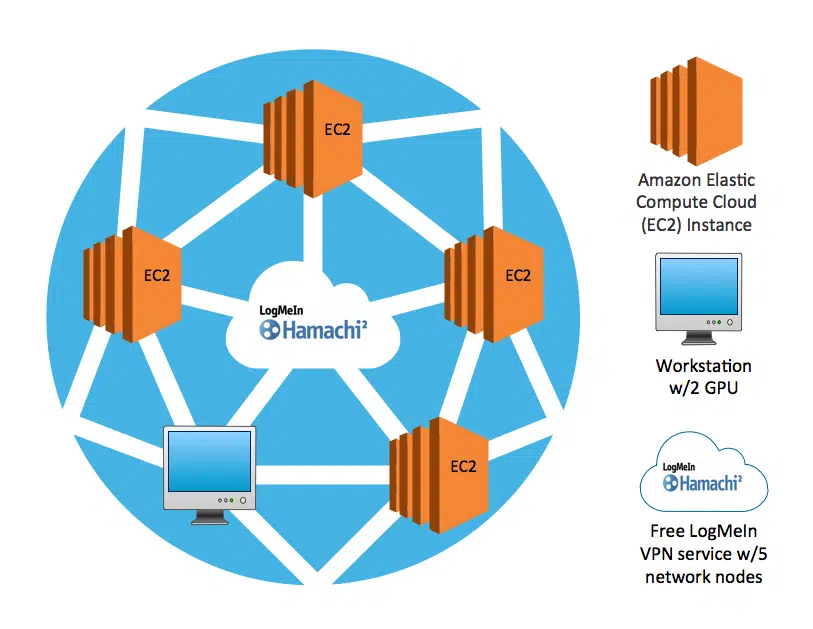 EC2
EC2
EC2
LogMeIn
Hamachi²
EC2
Amazon Elastic
Compute Cloud
(EC2) Instance
Workstation
w/2 GPU
LogMeIn
Hamachi²
Free LogMeIn
VPN service w/5
network nodes